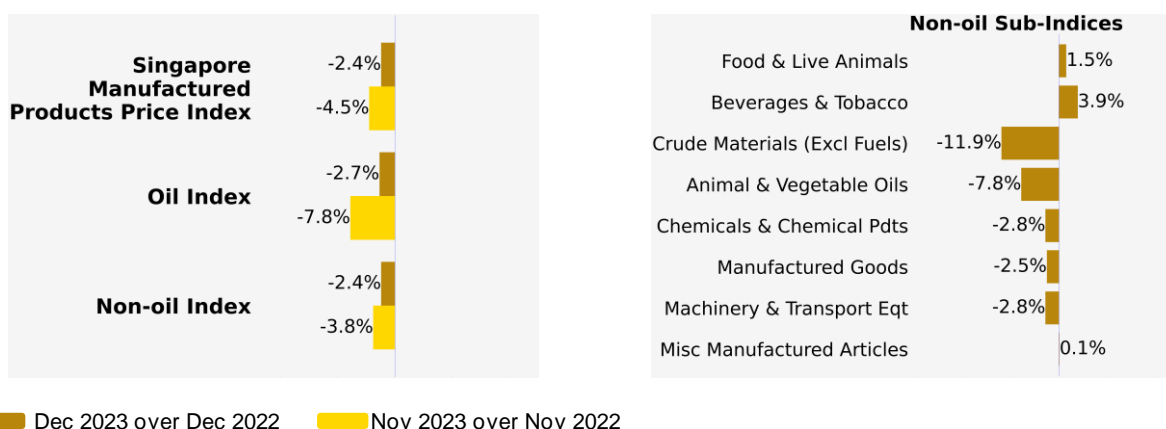 Singapore
Manufactured
Products Price Index
-2.4%
-4.5%
Oil Index
-2.7%
-7.8%
Non-oil Index
-2.4%
-3.8%
Non-oil Sub-Indices
Food & Live Animals 1.5%
Beverages & Tobacco 3.9%
Crude Materials (Excl Fuels) -11.9%
Animal & Vegetable Oils -7.8%
Chemicals & Chemical Pdts -2.8%
Manufactured Goods -2.5%
Machinery & Transport Eqt -2.8%
Misc Manufactured Articles 0.1%
Dec 2023 over Dec 2022 Nov 2023 over Nov 2022